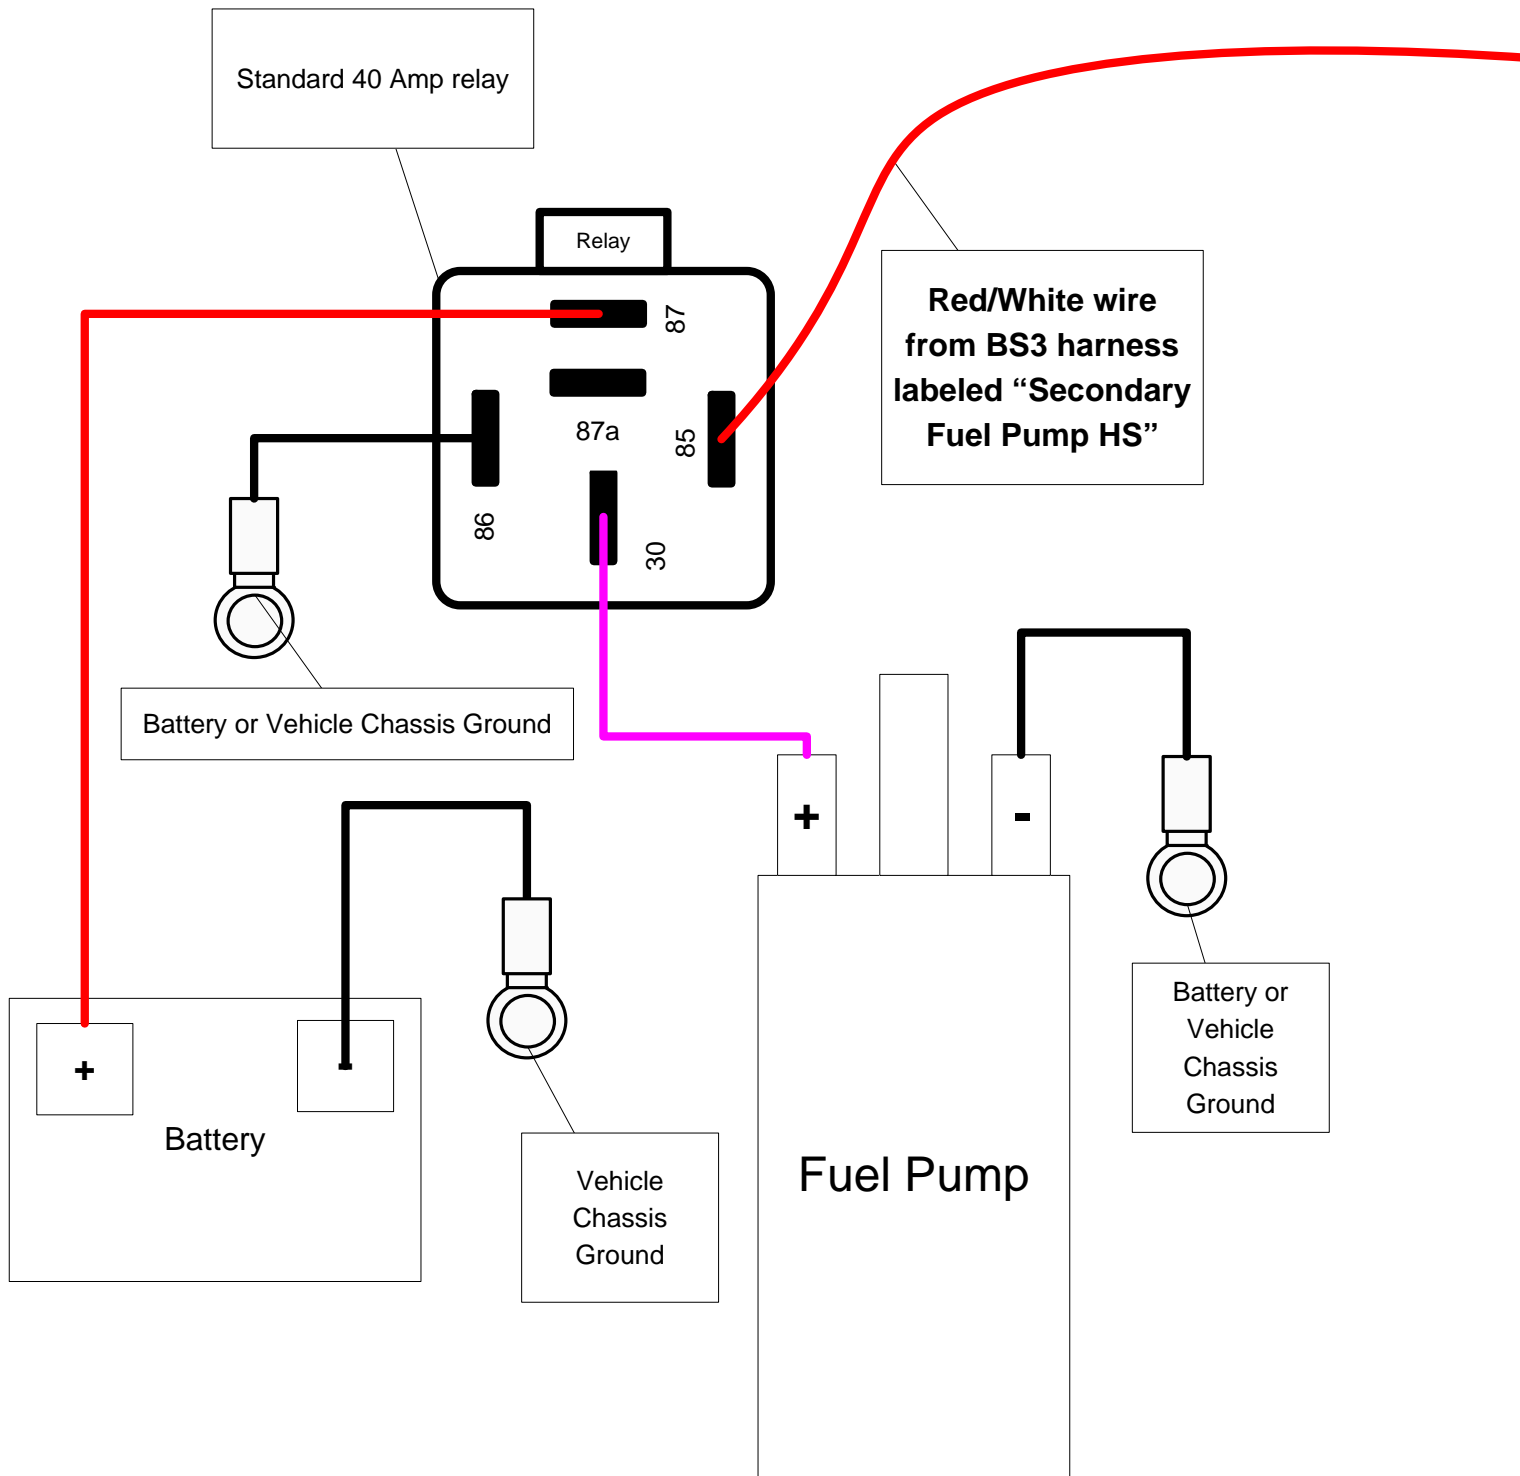 Standard 40 Amp relay
Relay
Red/White wire
from BS3 harness
labeled “Secondary
Fuel Pump HS”
87
87a
85
86
30
Battery or Vehicle Chassis Ground
+
-
+
-
Battery
Battery or
Vehicle
Chassis
Ground
Vehicle
Chassis
Ground
Fuel Pump